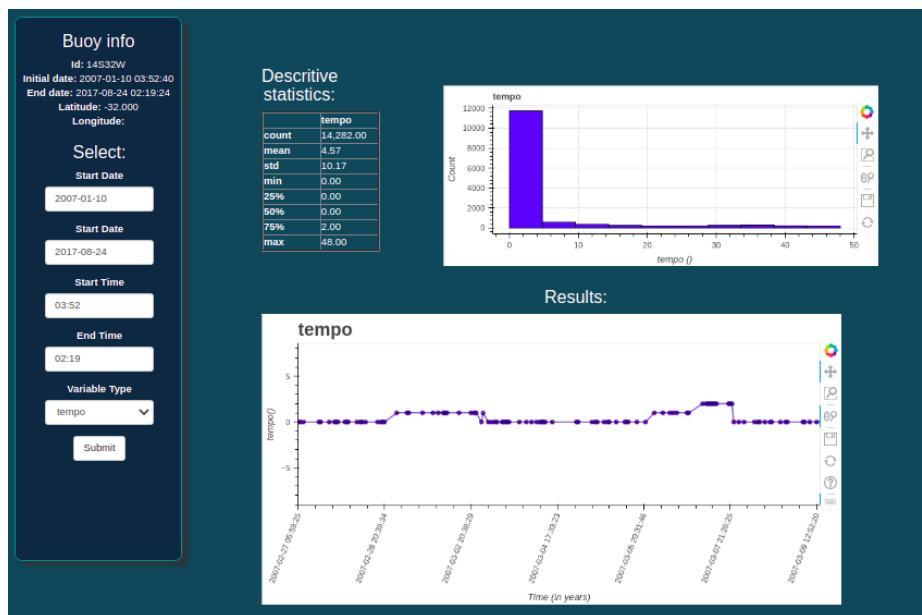 Buoy info
Id: 14S32W
Initial date: 2007-01-10 03:52:40
End date: 2017-08-24 02:19:24
Latitude: -32.000
Longitude:
Select:
Start Date
2007-01-10
Start Date
2017-08-24
Start Time
03:52
End Time
02:19
Variable Type
tempo
Submit
Descritive
statistics:
tempo
count 14,282.00
mean 4.57
std 10.17
min 0.00
25% 0.00
50% 0.00
75% 2.00
max 48.00
tempo
Count
12000
10000
8000
6000
4000
2000
0
0 10 20 30 40 50
tempo ()
Results:
tempo
tempo()
5
0
−5
2007-02-27 05:59:25
2007-02-28 20:39:34
2007-03-02 20:38:29
2007-03-04 17:33:23
2007-03-05 20:31:46
2007-03-07 21:26:25
2007-03-09 12:52:20
Time (in years)